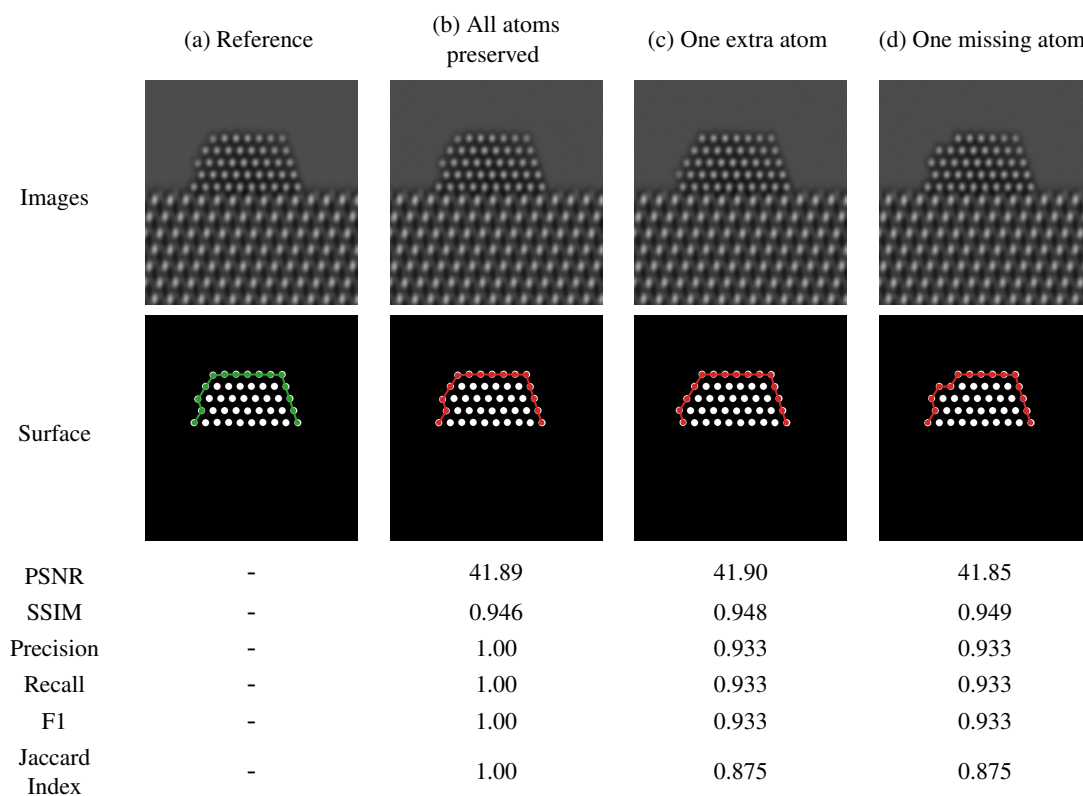 (a) Reference
(b) All atoms
preserved
(c) One extra atom
(d) One missing atom
Images
Surface
PSNR - 41.89 41.90 41.85
SSIM - 0.946 0.948 0.949
Precision - 1.00 0.933 0.933
Recall - 1.00 0.933 0.933
F1 - 1.00 0.933 0.933
Jaccard
Index - 1.00 0.875 0.875